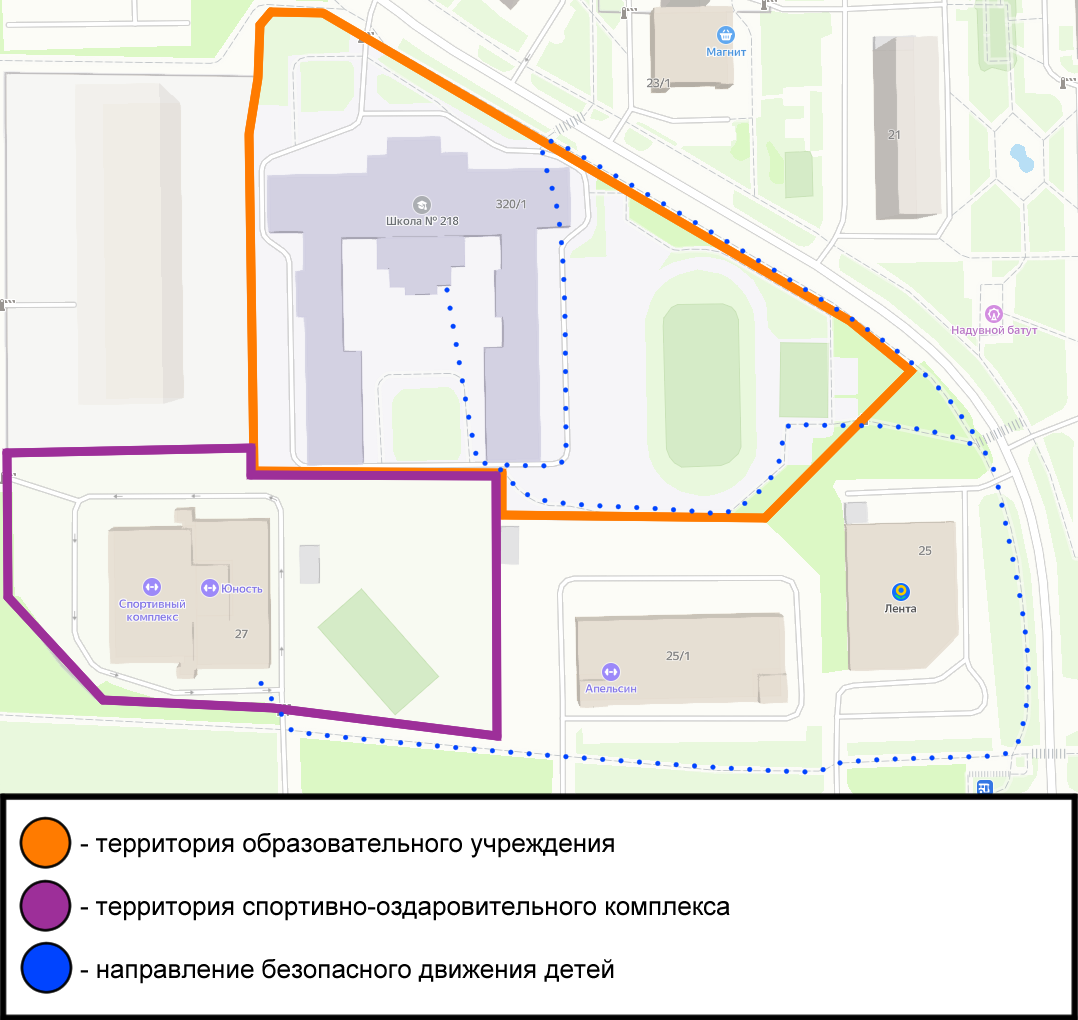 Магнит
23/1
21
320/1
Школа № 218
Надувной батут
25
Спортивный
комплекс
Юность
Лента
27
25/1
Апельсин
- территория образовательного учреждения
- территория спортивно-оздаровительного комплекса
- направление безопасного движения детей